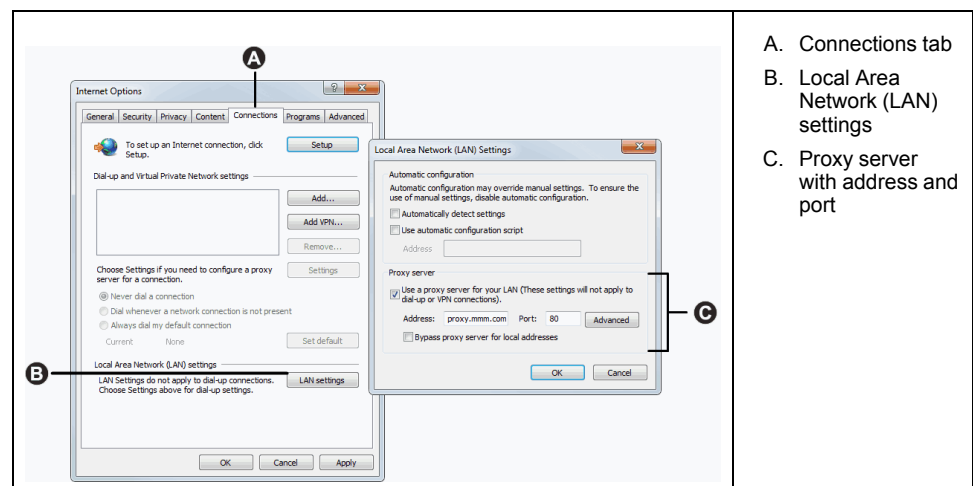 A
Internet Options
General Security Privacy Content Connections Programs Advanced
To set up an Internet connection, click
Setup.
Setup
Dial-up and Virtual Private Network settings
Add...
Add VPN...
Remove...
Choose Settings if you need to configure a proxy
server for a connection.
Settings
Never dial a connection
Dial whenever a network connection is not present
Always dial my default connection
Current None
Set default
B
Local Area Network (LAN) settings
LAN Settings do not apply to dial-up connections.
Choose Settings above for dial-up settings.
LAN settings
OK Cancel Apply
Local Area Network (LAN) Settings
Automatic configuration
Automatic configuration may override manual settings. To ensure the
use of manual settings, disable automatic configuration.
Automatically detect settings
Use automatic configuration script
Address
Proxy server
Use a proxy server for your LAN (These settings will not apply to
dial-up or VPN connections).
Address: proxy.mmm.com Port: 80 Advanced
Bypass proxy server for local addresses
OK Cancel
C
A. Connections tab
B. Local Area
Network (LAN)
settings
C. Proxy server
with address and
port